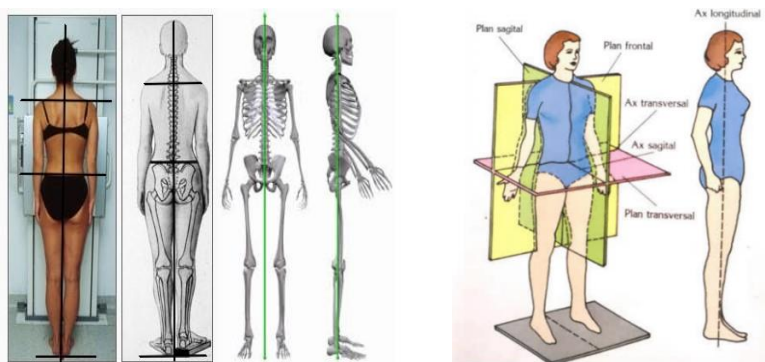 Ax longitudinal
Plan sagital
Plan frontal
Ax transversal
Ax sagital
Plan transversal